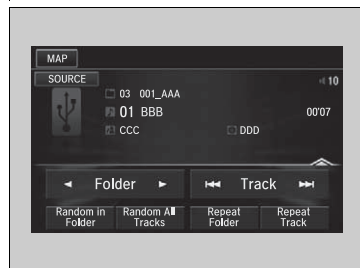 MAP
SOURCE
10
03 001_AAA
01 BBB 00'07
CCC DDD
Folder Track
Random in Folder Random All Tracks Repeat Folder Repeat Track